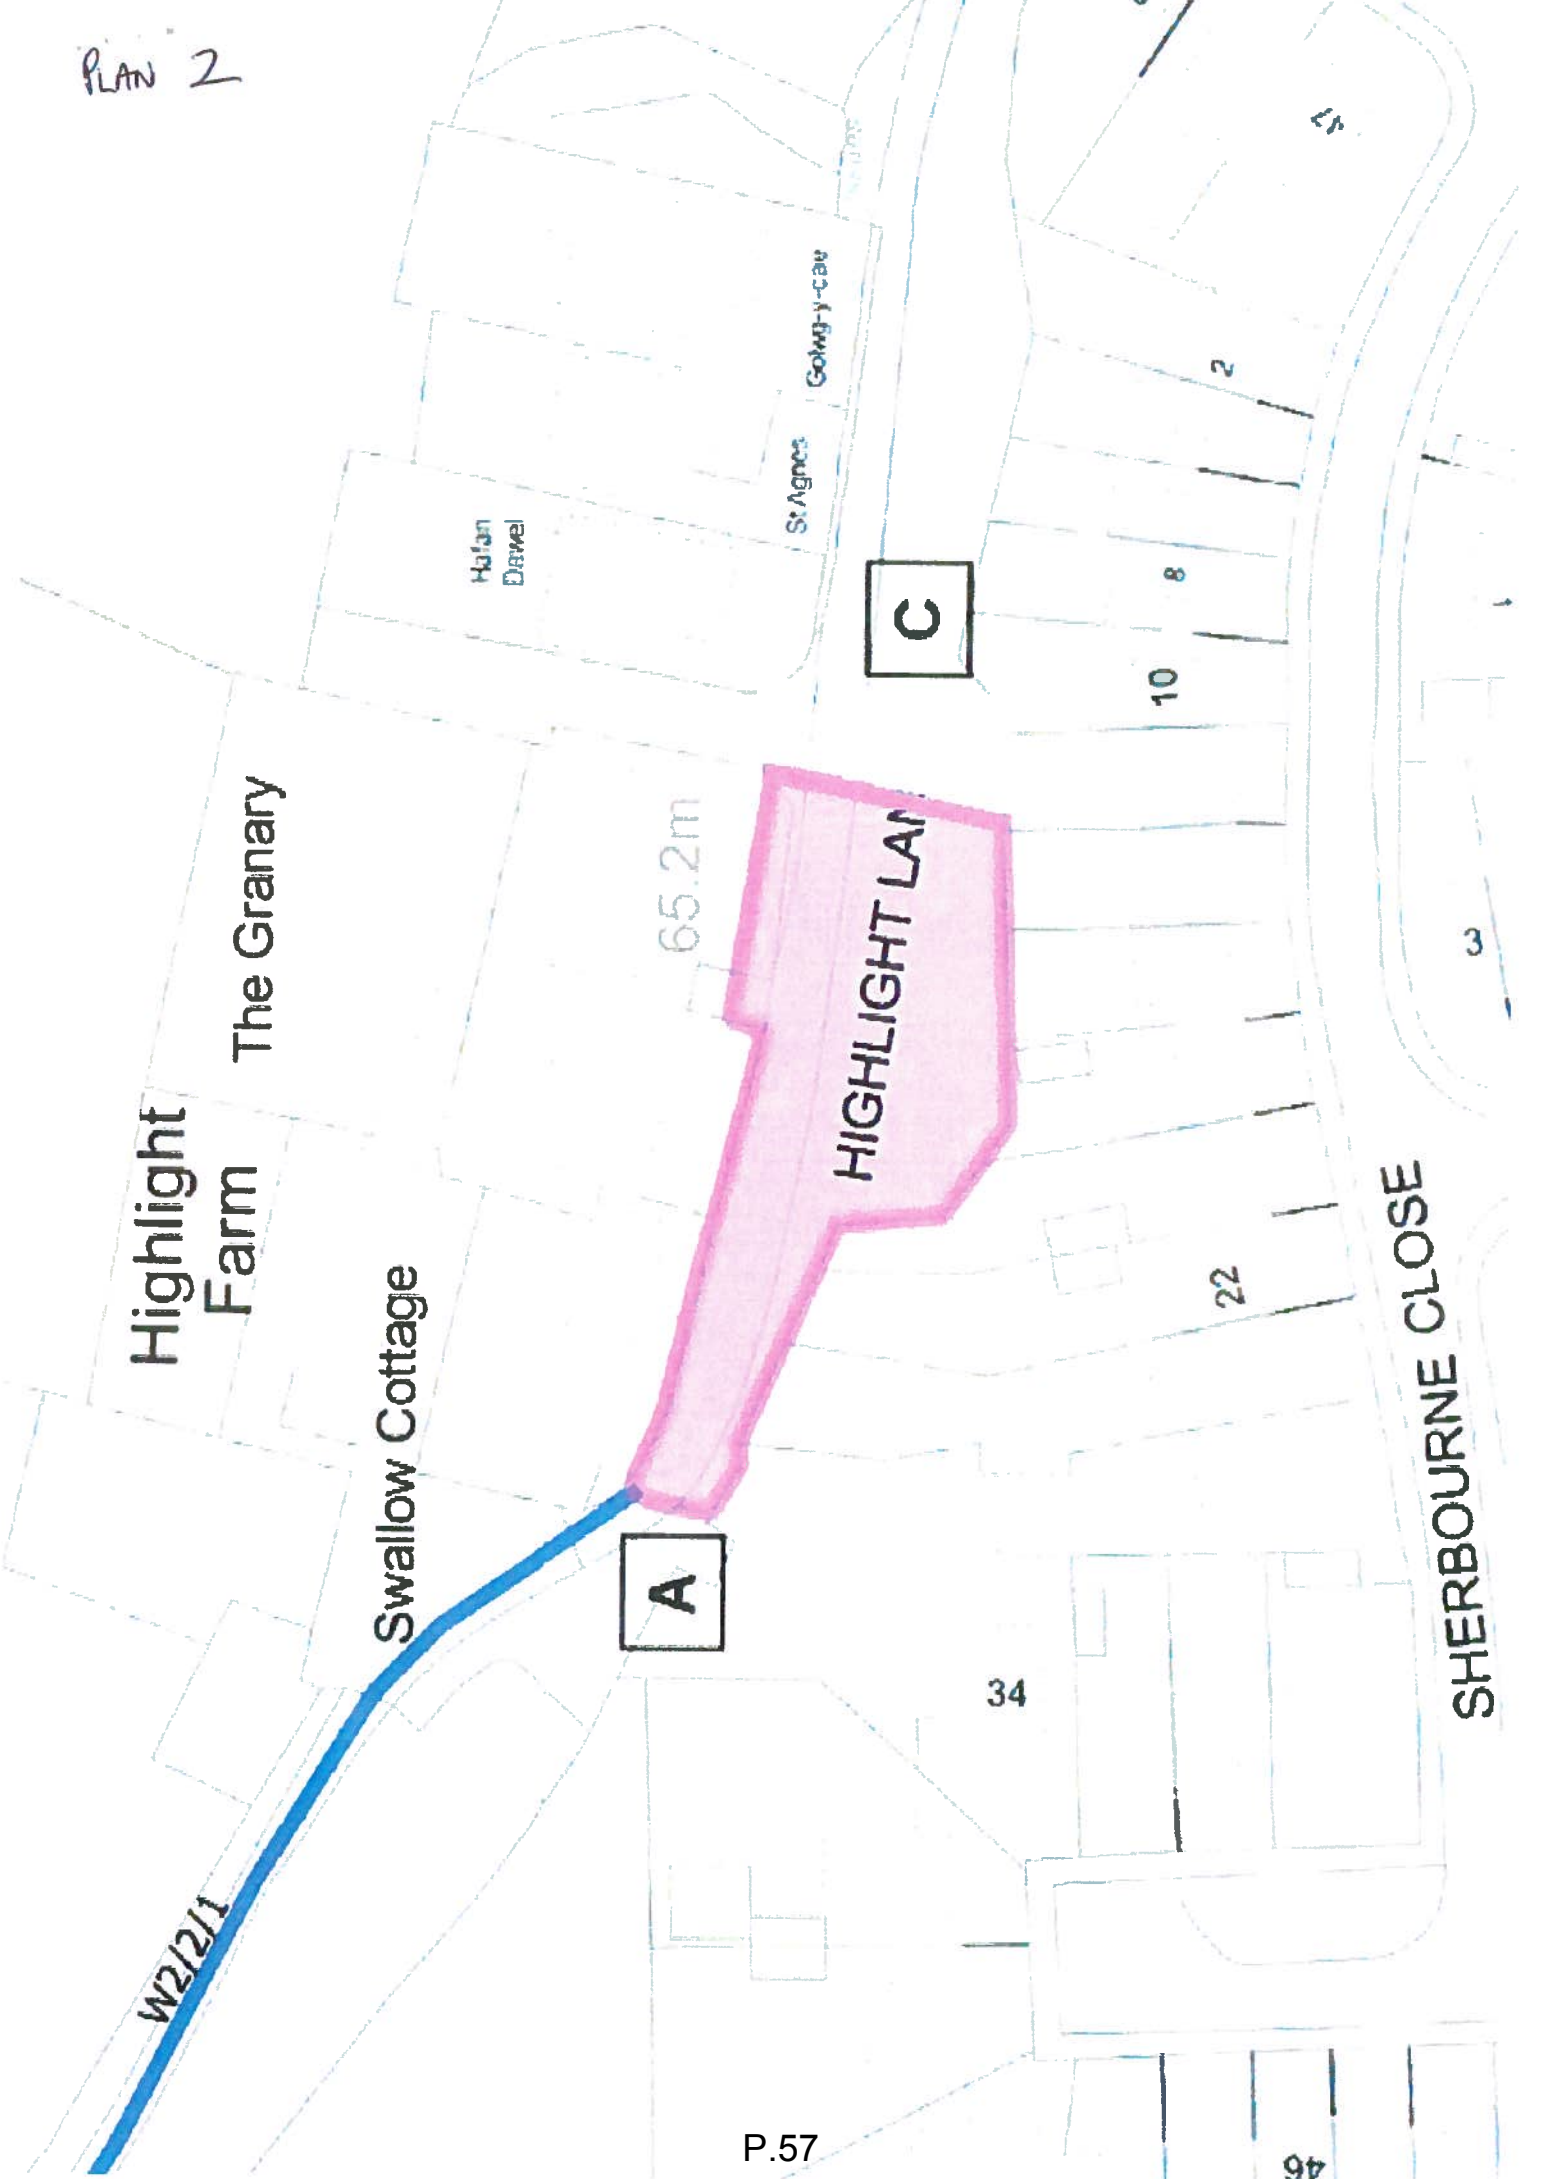 PLAN 2
47
Golwg-y-cae
2
St Agnes
Hafan
Dawel
8
C
10
65.2m
The Granary
HIGHLIGHT LAN
3
Highlight
Farm
Swallow Cottage
22
SHERBOURNE CLOSE
A
34
W2/2/1
46
P.57